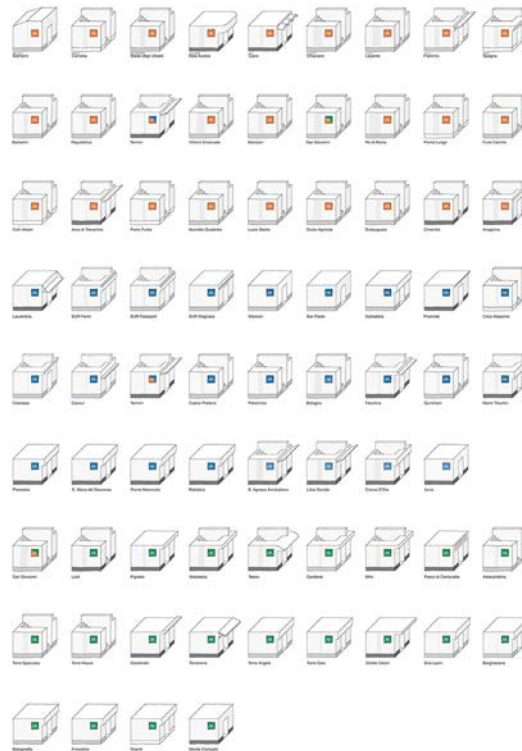 Battistini Cornelia Baldo degli Ubaldi Valle Aurelia Cipro Ottaviano Lepanto Flaminio Spagna
Barberini Repubblica Termini Vittorio Emanuele Manzoni San Giovanni Re di Roma Ponte Lungo Furio Camillo
Colli Albani Arco di Travertino Porta Furba Numidio Quadrato Lucio Sestio Giulio Agricola Subaugusta Cinecittà Anagnina
Laurentina EUR Fermi EUR Palasport EUR Magliana Marconi San Paolo Garbatella Piramide Circo Massimo
Colosseo Cavour Termini Castro Pretorio Policlinico Bologna Tiburtina Quintiliani Monti Tiburtini
Pietralata S. Maria del Soccorso Ponte Mammolo Rebibbia S. Agnese Annibaliano Libia Gondar Conca D'Oro Jonio
San Giovanni Lodi Pigneto Malatesta Teano Gardenie Mirti Parco di Centocelle Alessandrino
Torre Spaccata Torre Maura Giardinetti Torrenova Torre Angela Torre Gaia Grotte Celoni Due Leoni Borghesiana
Bolognetta Finocchio Graniti Monte Compatri